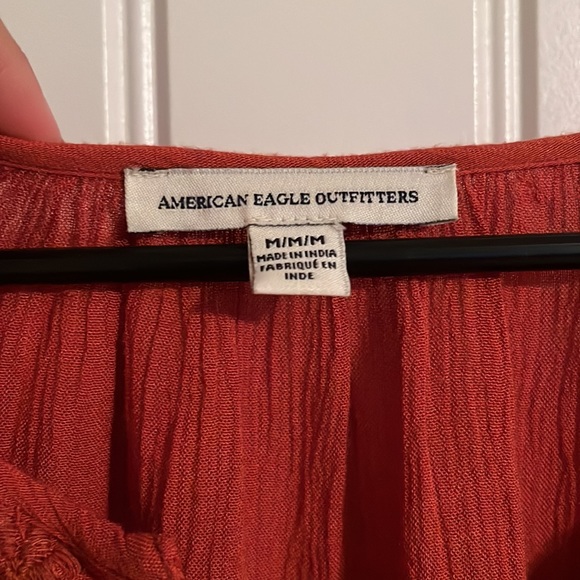 AMERICAN EAGLE OUTFITTERS
M/M/M
MADE IN INDIA
FABRIQUÉ EN
INDE